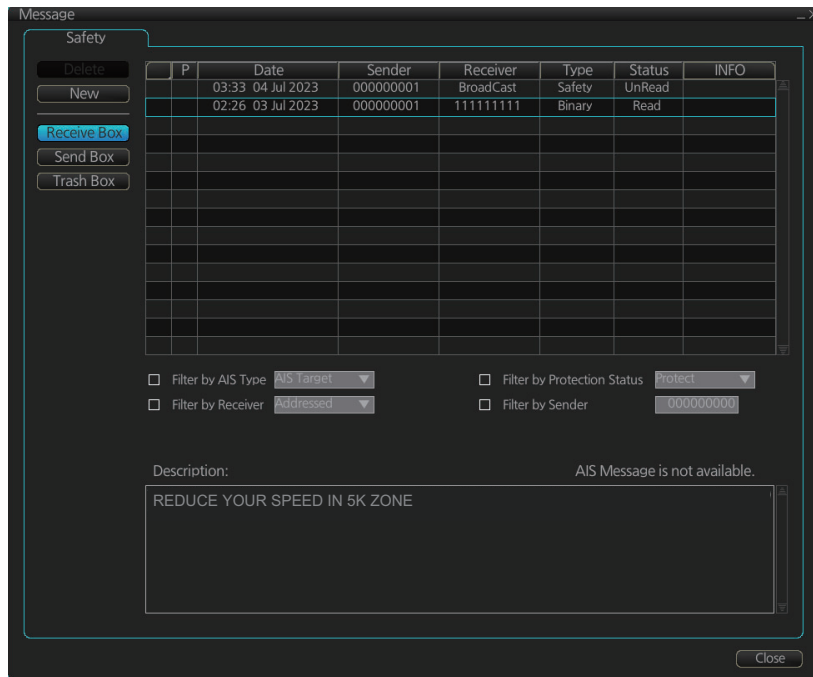 Message
Safety
Delete
New
Receive Box
Send Box
Trash Box
P Date Sender Receiver Type Status INFO
03:33 04 Jul 2023 000000001 BroadCast Safety UnRead
02:26 03 Jul 2023 000000001 111111111 Binary Read
Filter by AIS Type AIS Target Filter by Protection Status Protect
Filter by Receiver Addressed Filter by Sender 000000000
Description: AIS Message is not available.
REDUCE YOUR SPEED IN 5K ZONE
Close